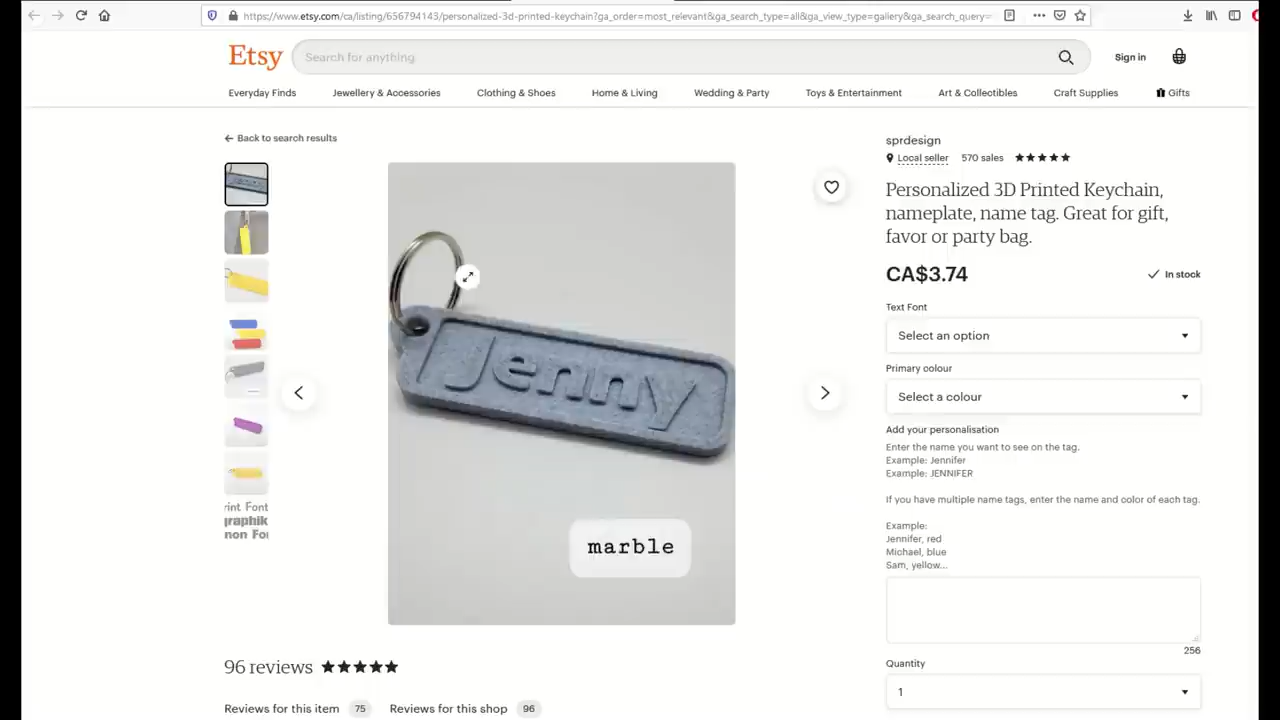 https://www.etsy.com/ca/listing/656794143/personalized-3d-printed-keychain?ga_order=most_relevant&ga_search_type=all&ga_view_type=gallery&ga_search_query=
Etsy
Search for anything
Sign in
Everyday Finds
Jewellery & Accessories
Clothing & Shoes
Home & Living
Wedding & Party
Toys & Entertainment
Art & Collectibles
Craft Supplies
Gifts
Back to search results
Jenny
marble
rint Font
graphik
non Fo
96 reviews
Reviews for this item 75
Reviews for this shop 96
sprdesign
Local seller 570 sales
Personalized 3D Printed Keychain,
nameplate, name tag. Great for gift,
favor or party bag.
CA$3.74
In stock
Text Font
Select an option
Primary colour
Select a colour
Add your personalisation
Enter the name you want to see on the tag.
Example: Jennifer
Example: JENNIFER
If you have multiple name tags, enter the name and color of each tag.
Example:
Jennifer, red
Michael, blue
Sam, yellow...
256
Quantity
1